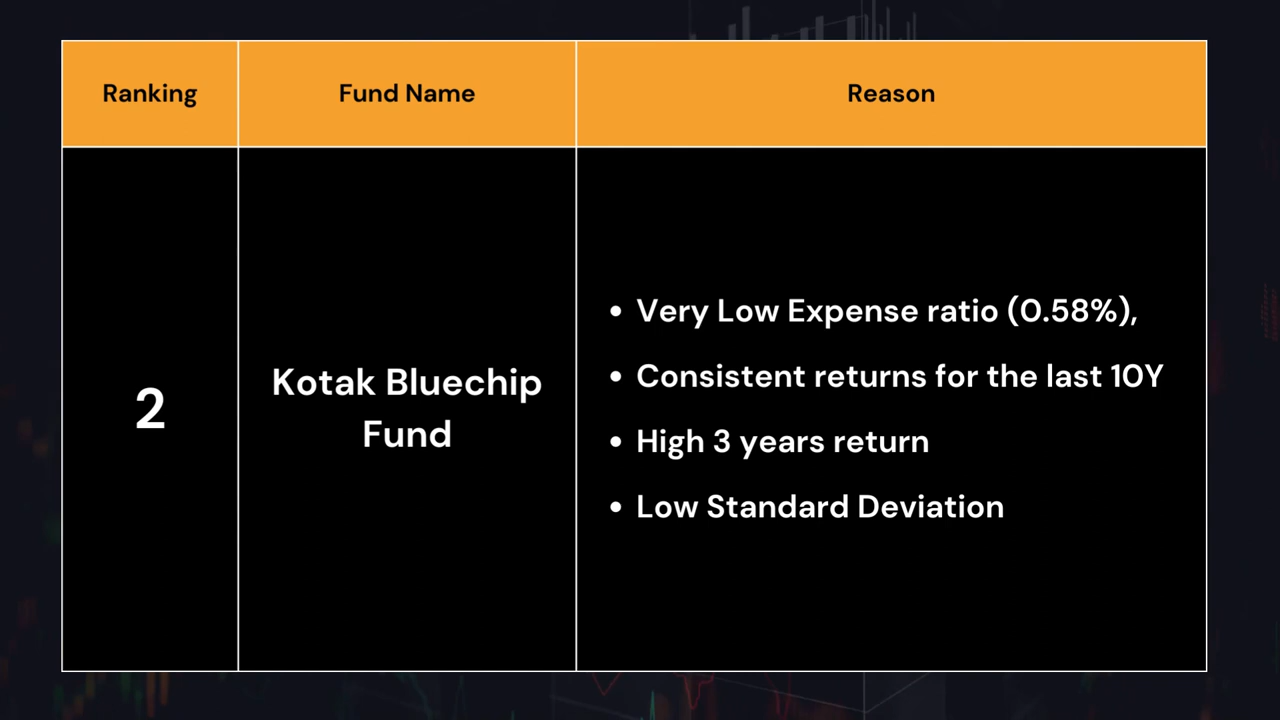 Ranking
Fund Name
Reason
2
Kotak Bluechip
Fund
• Very Low Expense ratio (0.58%),
• Consistent returns for the last 10Y
• High 3 years return
• Low Standard Deviation